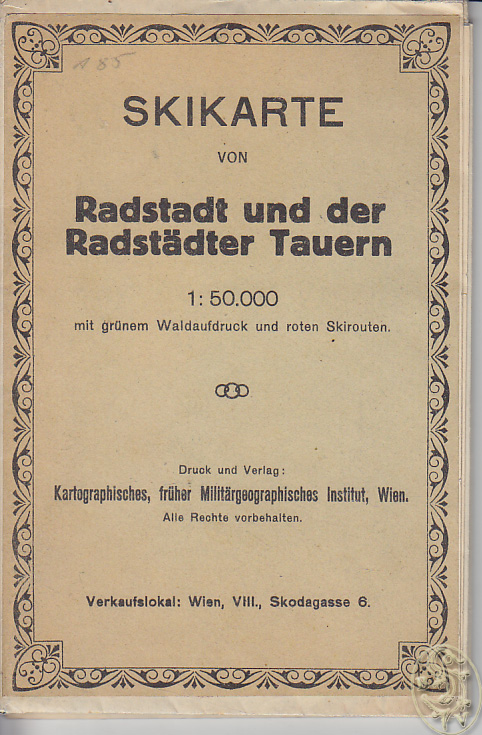 185
SKIKARTE
VON
Radstadt und der
Radstädter Tauern
1:50.000
mit grünem Waldaufdruck und roten Skirouten.
Druck und Verlag:
Kartographisches, früher Militärgeographisches Institut, Wien.
Alle Rechte vorbehalten.
Verkaufslokal: Wien, VIII., Skodagasse 6.